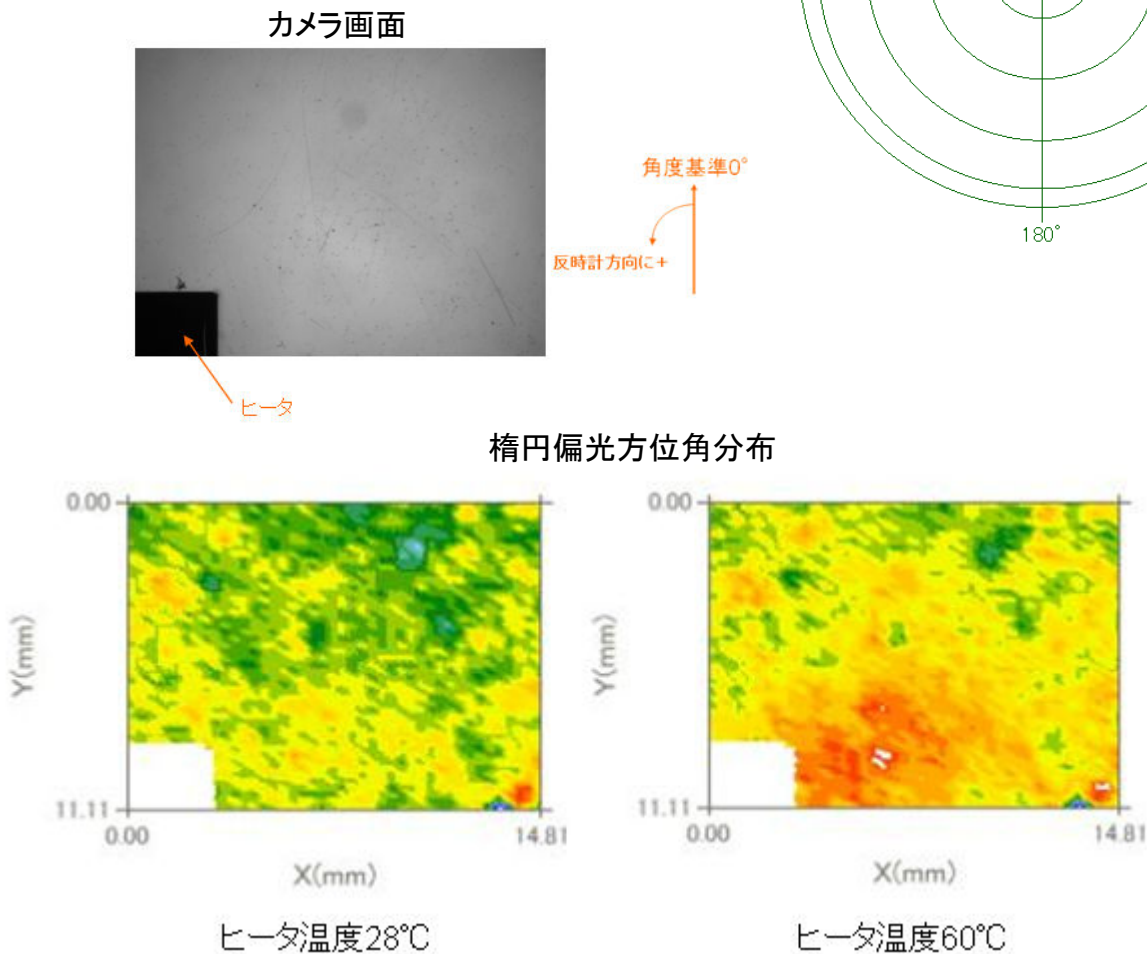 カメラ画面
角度基準0°
反時計方向に+
180°
ヒータ
楕円偏光方位角分布
0.00
Y(mm)
11.11
0.00
14.81
X(mm)
ヒータ温度28℃
0.00
Y(mm)
11.11
0.00
14.81
X(mm)
ヒータ温度60℃